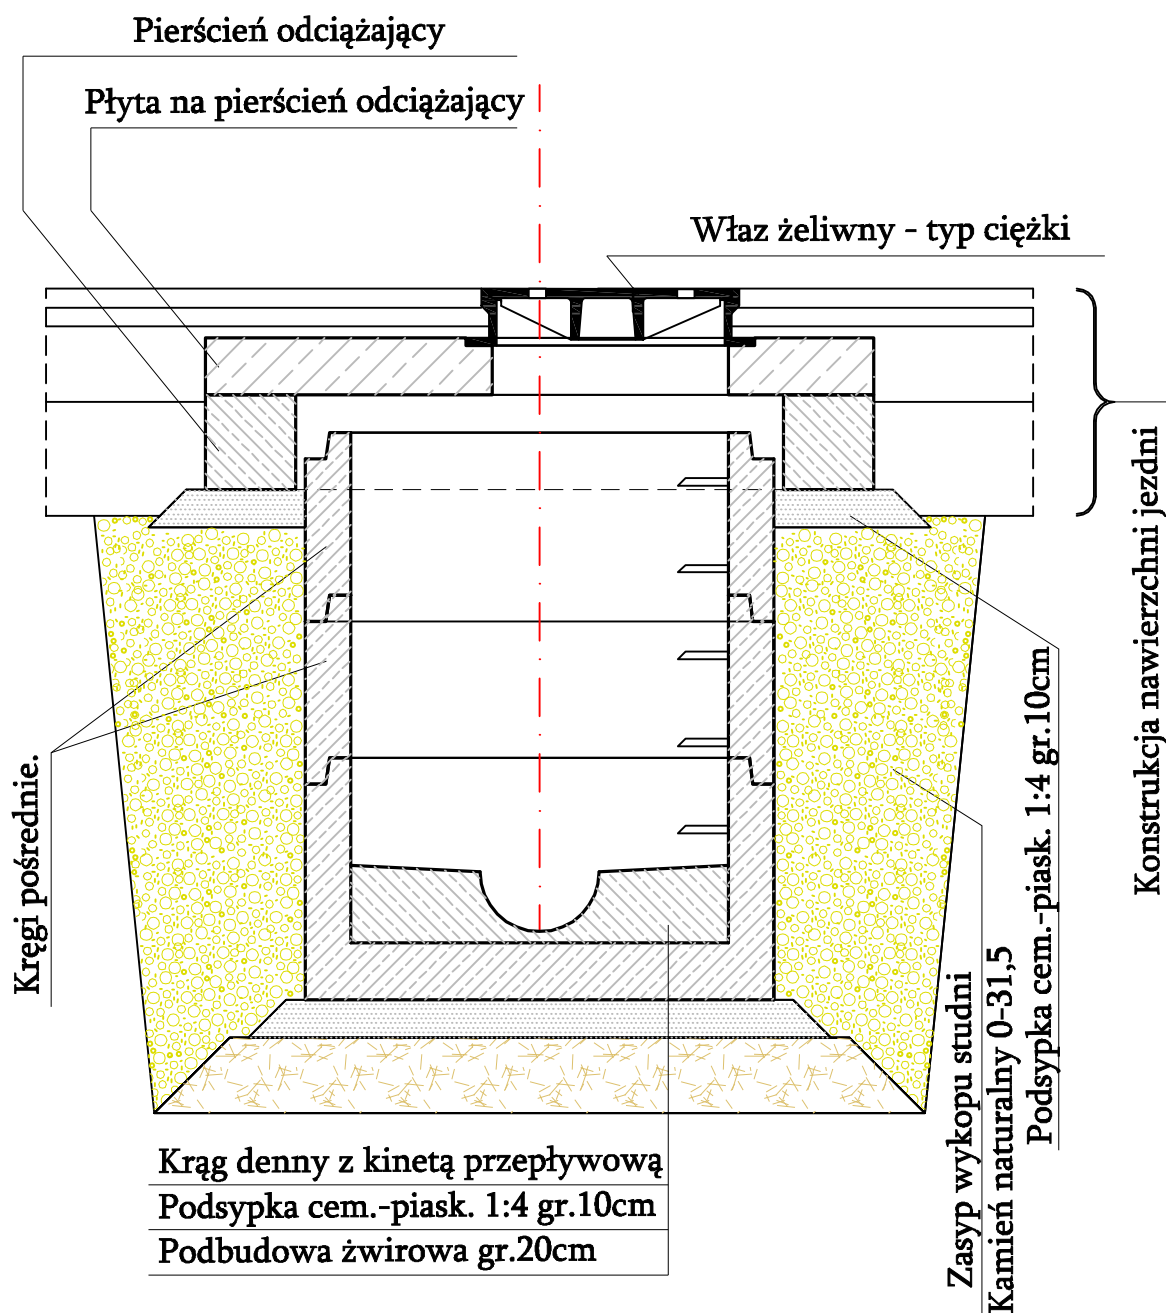 Pierścień odciążający
Płyta na pierścień odciążający
Właz żeliwny - typ ciężki
Konstrukcja nawierzchni jezdni
Podsypka cem.-piask. 1:4 gr.10cm
Kręgi pośrednie.
Zasyp wykopu studni
Kamień naturalny 0-31,5
Krąg denny z kinetą przepływową
Podsypka cem.-piask. 1:4 gr.10cm
Podbudowa żwirowa gr.20cm